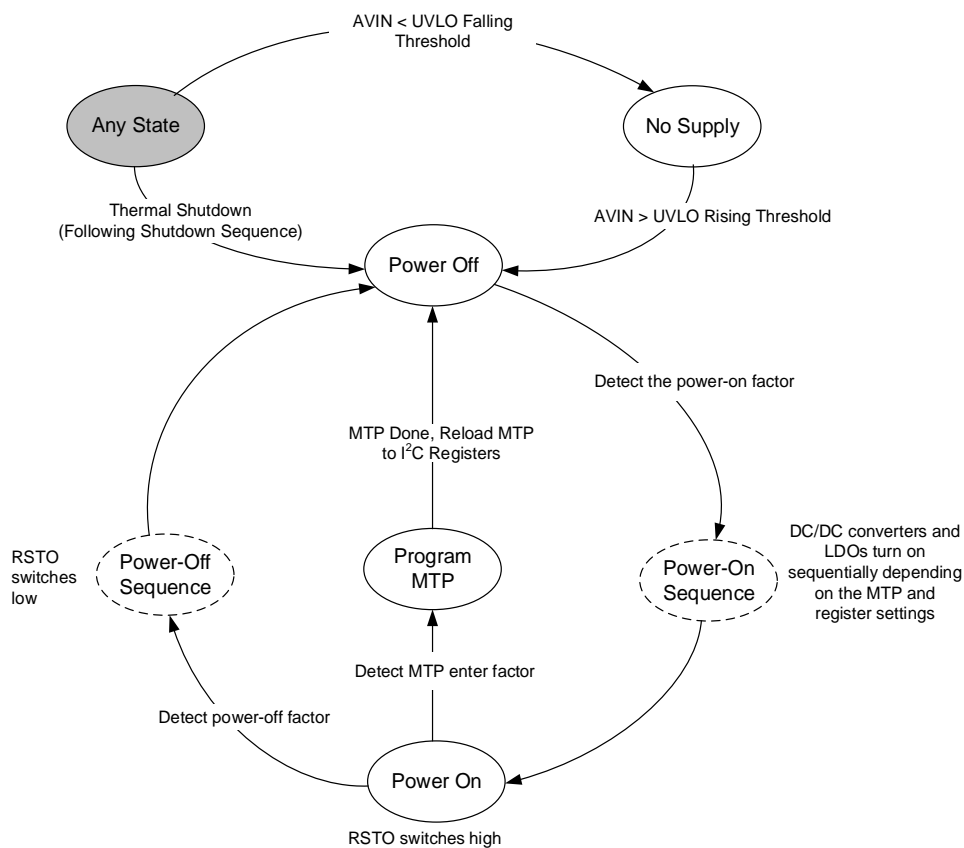 AVIN < UVLO Falling
Threshold
Any State
No Supply
Thermal Shutdown
(Following Shutdown Sequence)
AVIN > UVLO Rising Threshold
Power Off
Detect the power-on factor
MTP Done, Reload MTP
to I²C Registers
RSTO
switches
low
Power-Off
Sequence
Program
MTP
Power-On
Sequence
DC/DC converters and
LDOs turn on
sequentially depending
on the MTP and
register settings
Detect MTP enter factor
Detect power-off factor
Power On
RSTO switches high